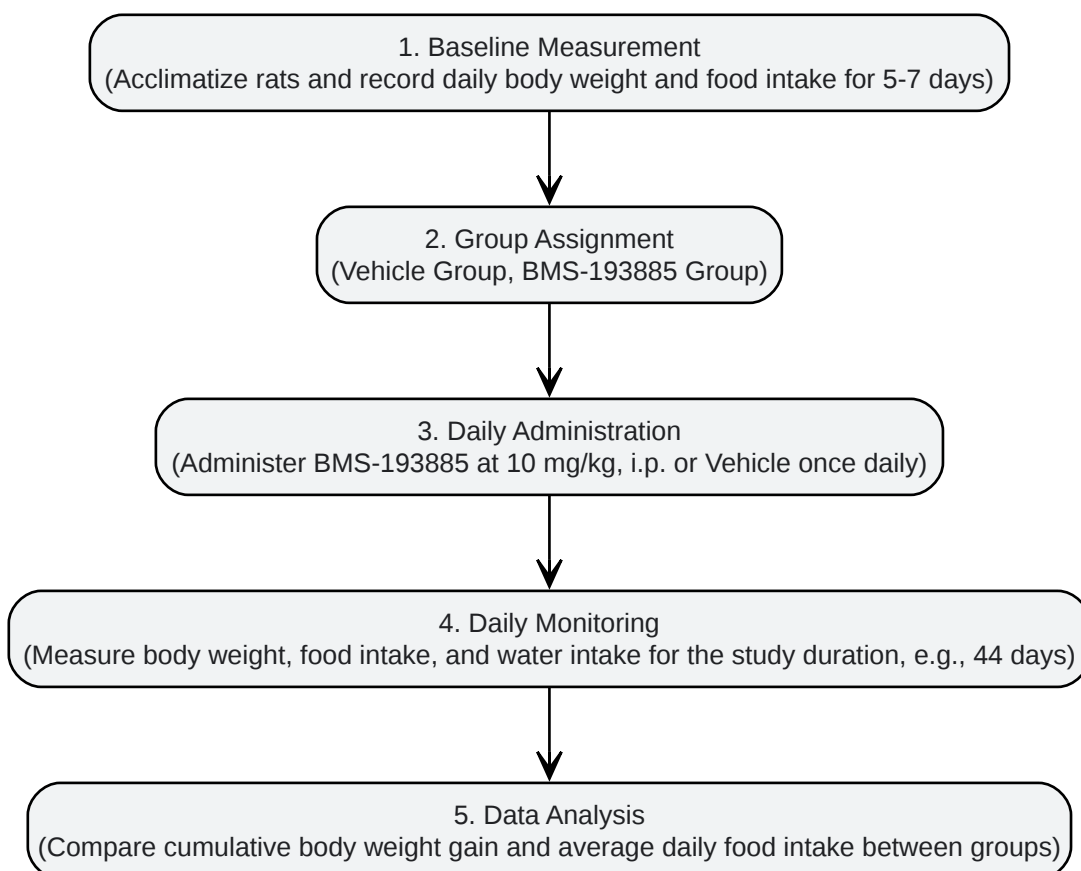 1. Baseline Measurement
(Acclimatize rats and record daily body weight and food intake for 5-7 days)
2. Group Assignment
(Vehicle Group, BMS-193885 Group)
3. Daily Administration
(Administer BMS-193885 at 10 mg/kg, i.p. or Vehicle once daily)
4. Daily Monitoring
(Measure body weight, food intake, and water intake for the study duration, e.g., 44 days)
5. Data Analysis
(Compare cumulative body weight gain and average daily food intake between groups)